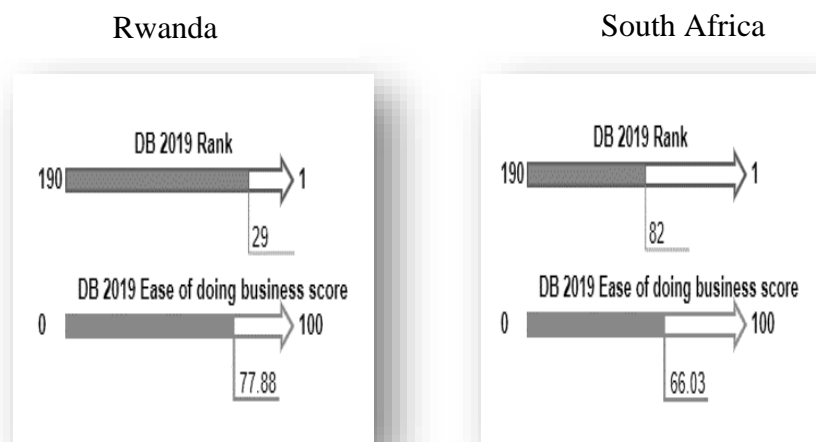 Rwanda
DB 2019 Rank
190 1
29
DB 2019 Ease of doing business score
0 100
77.88
South Africa
DB 2019 Rank
190 1
82
DB 2019 Ease of doing business score
0 100
66.03